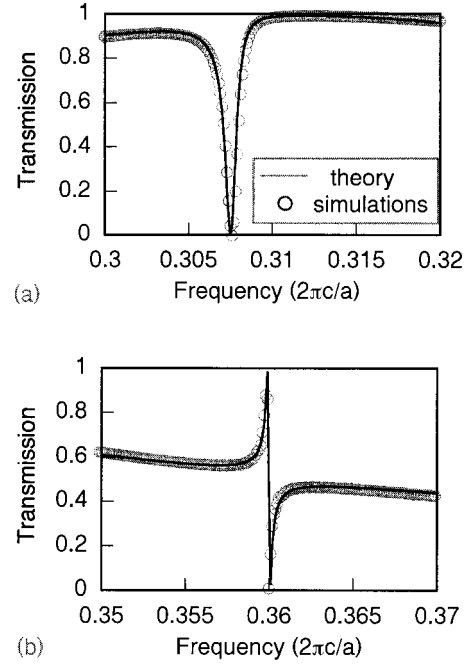 1
0.8
0.6
0.4
0.2
0
Transmission
theory
simulations
0.3 0.305 0.31 0.315 0.32
Frequency (2πc/a)
(a)
1
0.8
0.6
0.4
0.2
0
Transmission
0.35 0.355 0.36 0.365 0.37
Frequency (2πc/a)
(b)